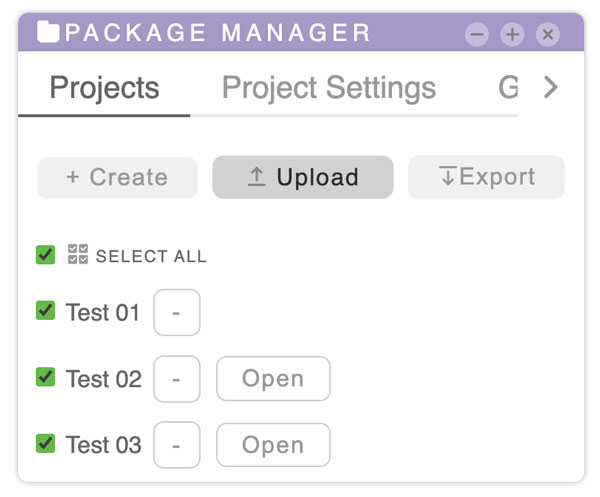 PACKAGE MANAGER
Projects Project Settings G
+ Create Upload Export
SELECT ALL
Test 01 -
Test 02 - Open
Test 03 - Open